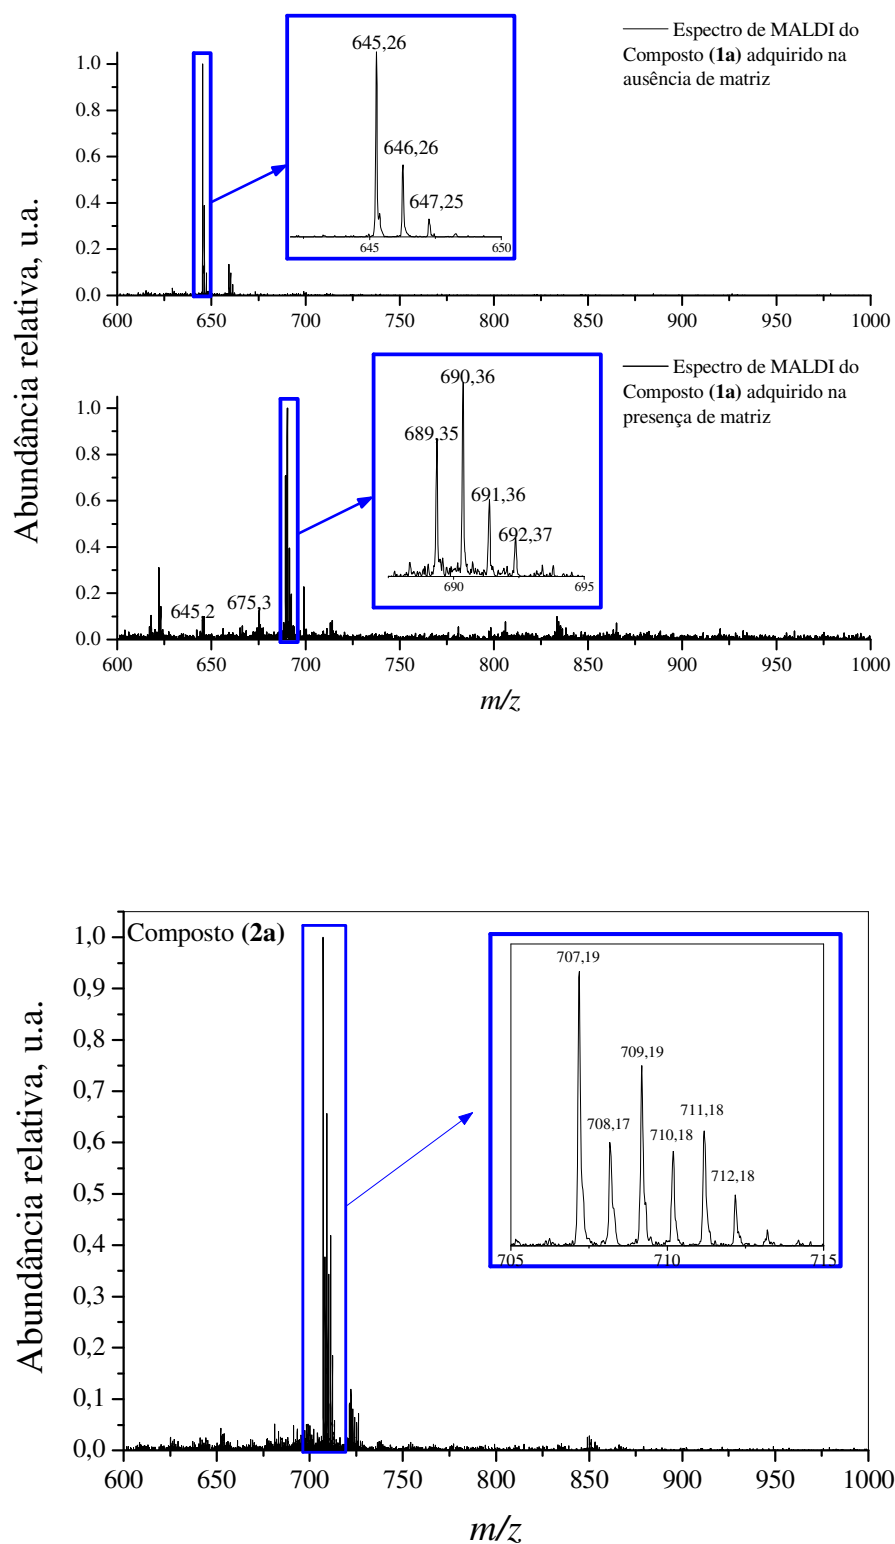 645,26
646,26
647,25
645
650
Espectro de MALDI do
Composto (1a) adquirido na
ausência de matriz
1.0
0.8
0.6
0.4
0.2
0.0
600 650 700 750 800 850 900 950 1000
Abundância relativa, u.a.
690,36
689,35
691,36
692,37
690
695
Espectro de MALDI do
Composto (1a) adquirido na
presença de matriz
1.0
0.8
0.6
0.4
0.2
0.0
645,2
675,3
600 650 700 750 800 850 900 950 1000
m/z
Composto (2a)
707,19
709,19
711,18
708,17
710,18
712,18
705 710 715
1,0
0,9
0,8
0,7
0,6
0,5
0,4
0,3
0,2
0,1
0,0
Abundância relativa, u.a.
600 650 700 750 800 850 900 950 1000
m/z